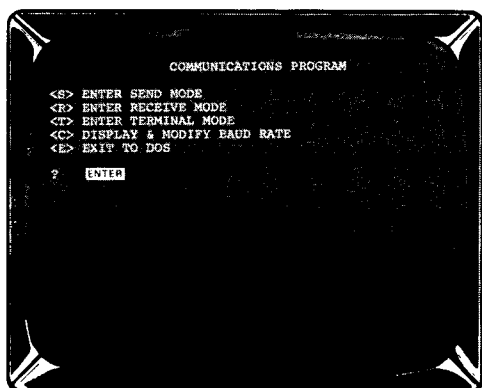 COMMUNICATIONS PROGRAM
<S> ENTER SEND MODE
<R> ENTER RECEIVE MODE
<T> ENTER TERMINAL MODE
<C> DISPLAY & MODIFY BAUD RATE
<E> EXIT TO DOS
? ENTER